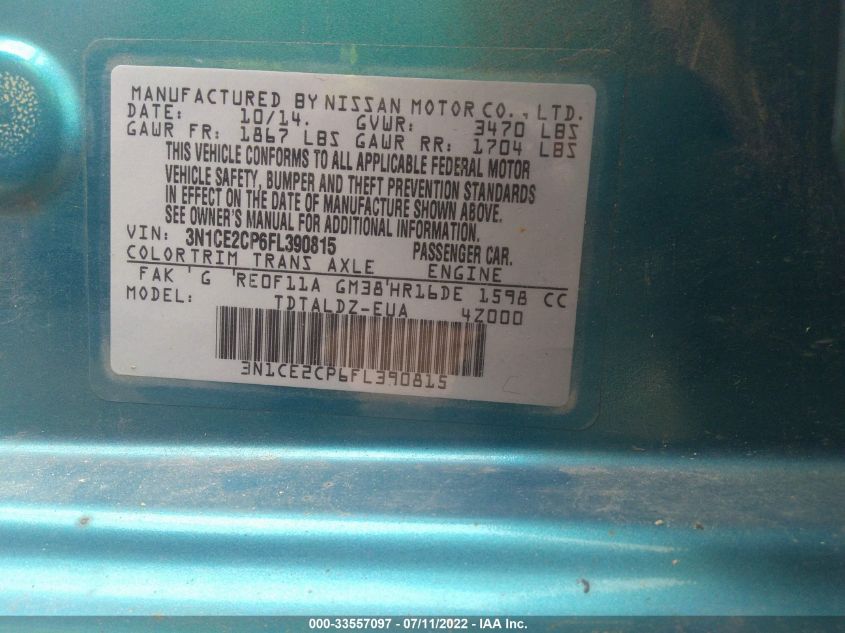 MANUFACTURED BY NISSAN MOTOR CO., LTD.
DATE: 10/14. GVWR: 3470 LBS
GAWR FR: 1867 LBS GAWR RR: 1704 LBS
THIS VEHICLE CONFORMS TO ALL APPLICABLE FEDERAL MOTOR
VEHICLE SAFETY, BUMPER AND THEFT PREVENTION STANDARDS
IN EFFECT ON THE DATE OF MANUFACTURE SHOWN ABOVE.
SEE OWNER'S MANUAL FOR ADDITIONAL INFORMATION.
VIN: 3N1CE2CP6FL390815 PASSENGER CAR.
COLOR TRIM TRANS AXLE ENGINE
FAK ' G 'RE0F11A GM38'HR16DE 1598 CC
MODEL: TDTALDZ-EUA 4Z000
3N1CE2CP6FL390815
000-33557097 - 07/11/2022 - IAA Inc.